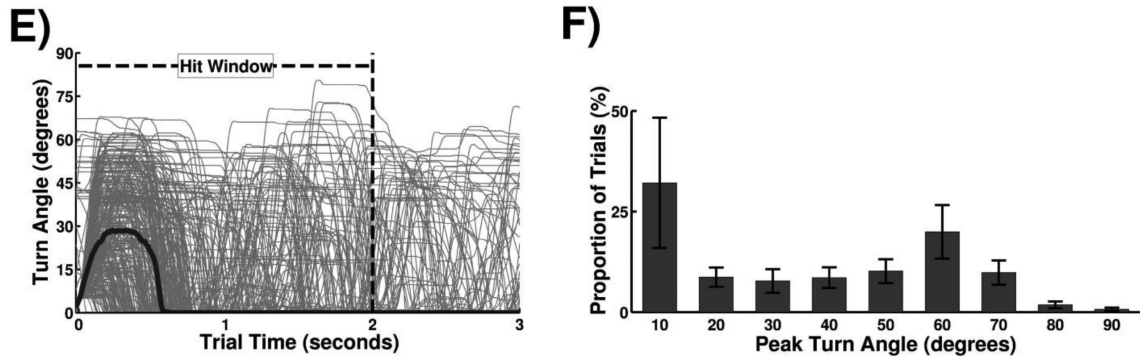 E)
90
75
60
45
30
15
0
Turn Angle (degrees)
Hit Window
0 1 2 3
Trial Time (seconds)
F)
50
25
0
Proportion of Trials (%)
10 20 30 40 50 60 70 80 90
Peak Turn Angle (degrees)